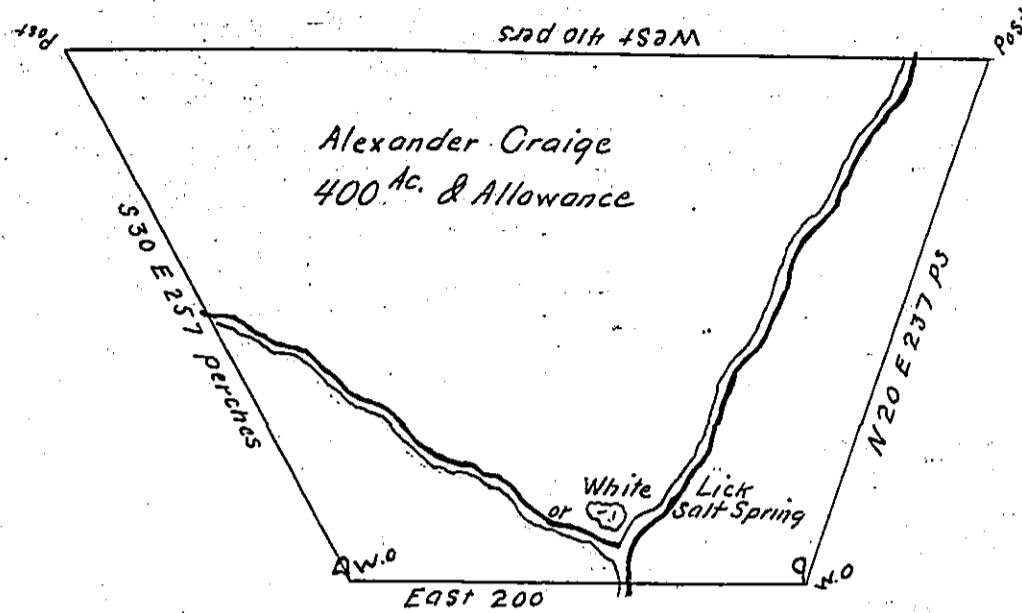 Post
West 410 pers
Post
Alexander Craige
400 Ac. & Allowance
S30 E 257 perches
N 20 E 237 ps
White Lick
or Salt Spring
W.O
W.O
East 200